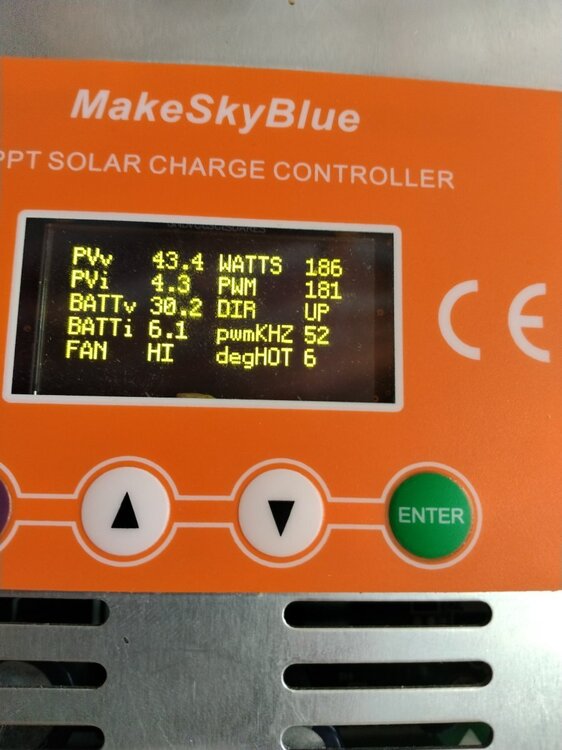 MakeSkyBlue
PPT SOLAR CHARGE CONTROLLER
PVv 43.4 WATTS 186
PVi 4.3 PWM 181
BATTv 30.2 DIR UP
BATTi 6.1 pwmKHZ 52
FAN HI degHOT 6
CE
ENTER